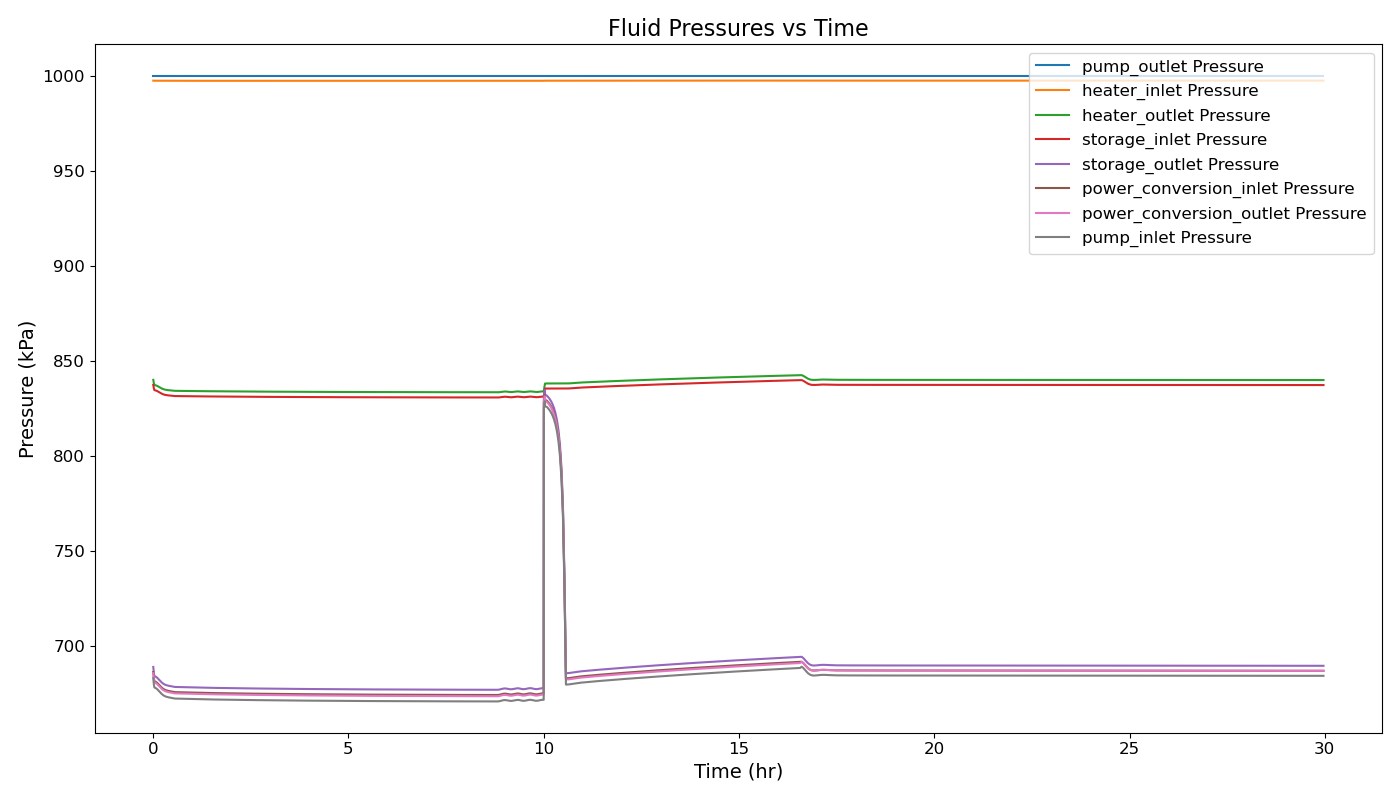 Fluid Pressures vs Time
pump_outlet Pressure
heater_inlet Pressure
heater_outlet Pressure
storage_inlet Pressure
storage_outlet Pressure
power_conversion_inlet Pressure
power_conversion_outlet Pressure
pump_inlet Pressure
Pressure (kPa)
1000
950
900
850
800
750
700
0 5 10 15 20 25 30
Time (hr)